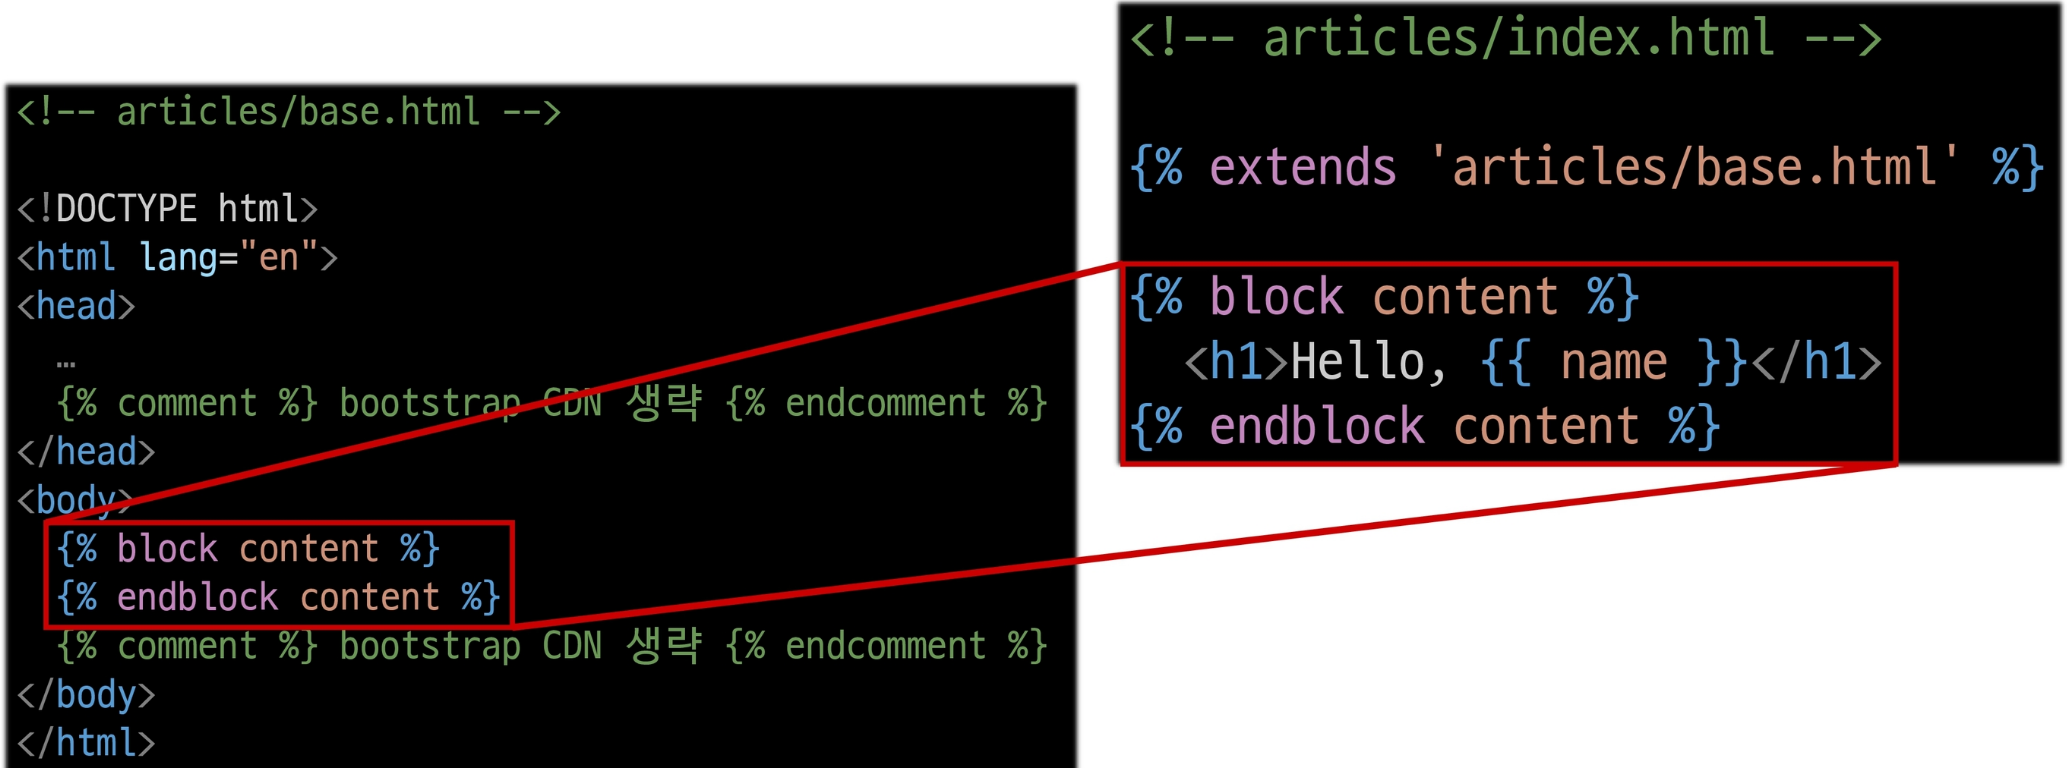 <!-- articles/base.html -->
<!DOCTYPE html>
<html lang="en">
<head>
…
{% comment %} bootstrap CDN 생략 {% endcomment %}
</head>
<body>
{% block content %}
{% endblock content %}
{% comment %} bootstrap CDN 생략 {% endcomment %}
</body>
</html>
<!-- articles/index.html -->
{% extends 'articles/base.html' %}
{% block content %}
<h1>Hello, {{ name }}</h1>
{% endblock content %}